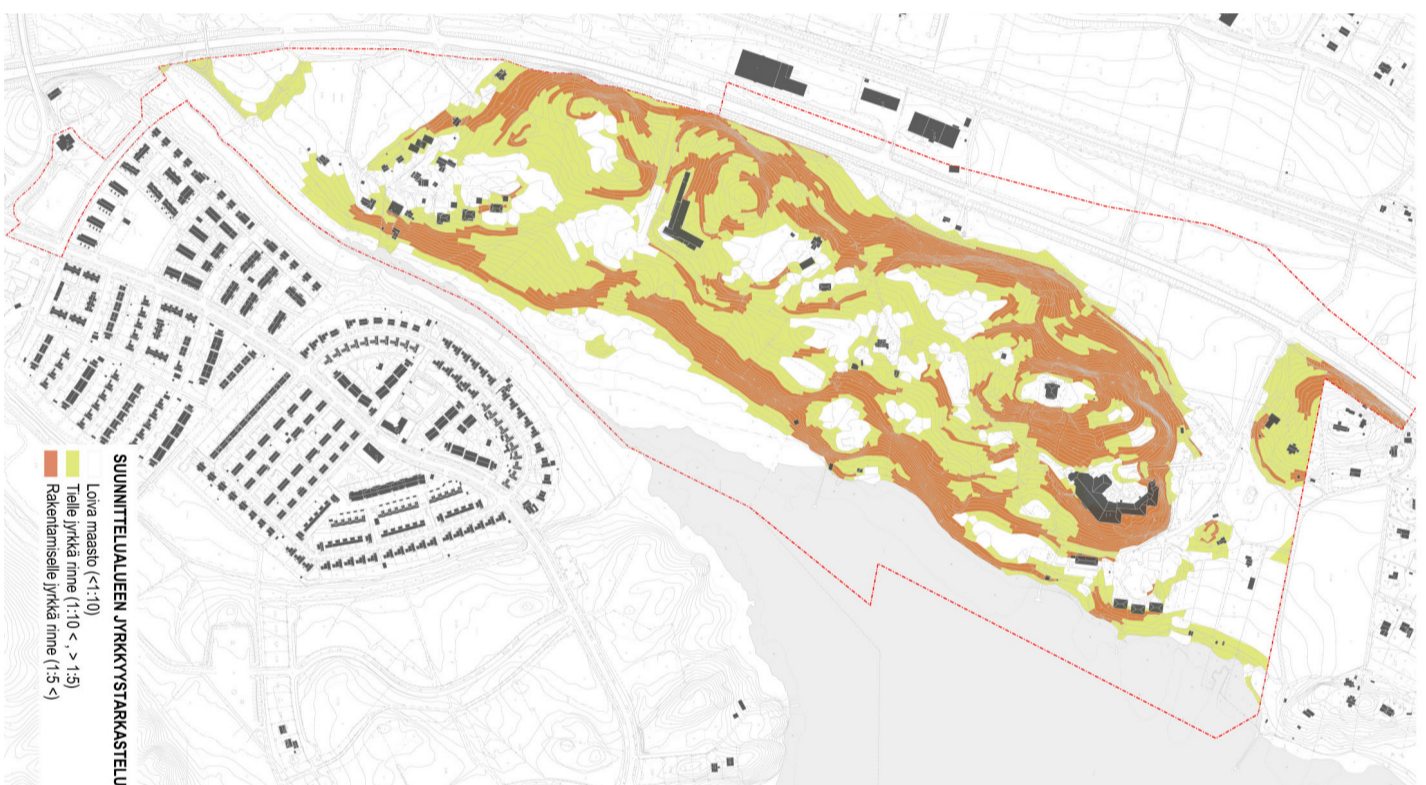 SUUNNITTELUALUEEN JYRKKYYSTARKASTELU
Loiva maasto (<1:10)
Tielle jyrkkä rinne (1:10 < , > 1:5)
Rakentamiselle jyrkkä rinne (1:5 <)